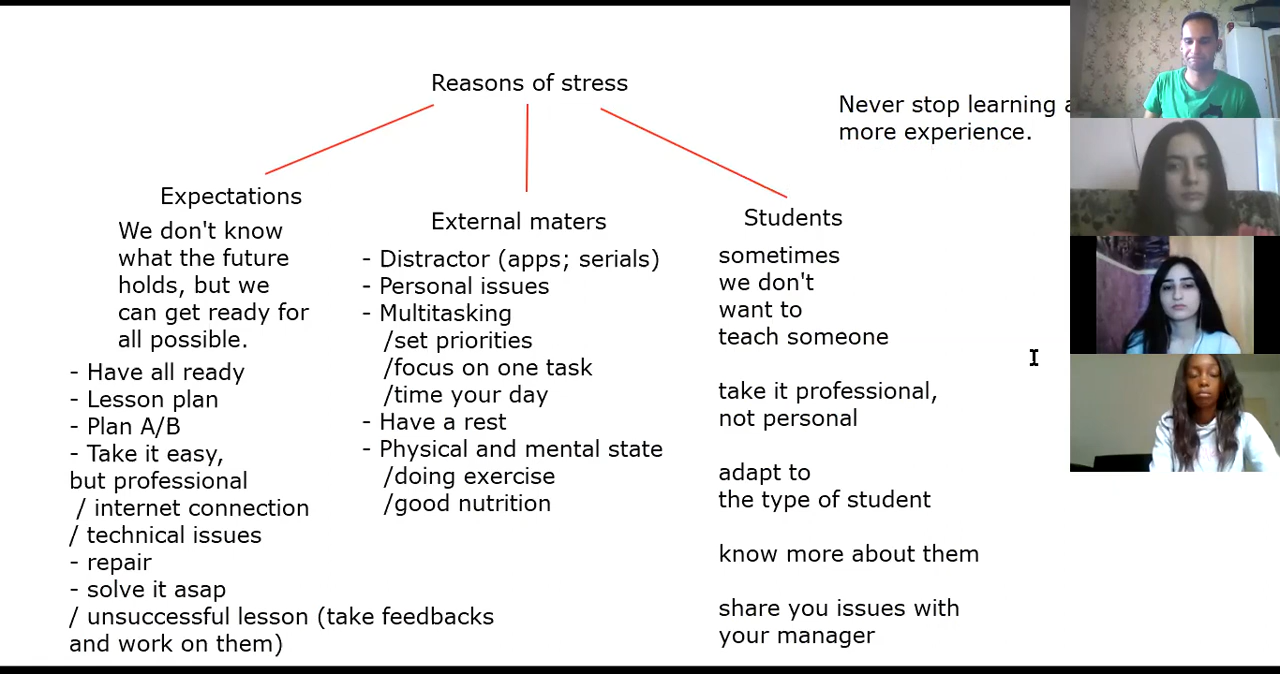 Reasons of stress
Never stop learning
more experience.
Expectations
We don't know
what the future
holds, but we
can get ready for
all possible.
- Have all ready
- Lesson plan
- Plan A/B
- Take it easy,
but professional
/ internet connection
/ technical issues
- repair
- solve it asap
/ unsuccessful lesson (take feedbacks
and work on them)
External maters
- Distractor (apps; serials)
- Personal issues
- Multitasking
/set priorities
/focus on one task
/time your day
- Have a rest
- Physical and mental state
/doing exercise
/good nutrition
Students
sometimes
we don't
want to
teach someone
take it professional,
not personal
adapt to
the type of student
know more about them
share you issues with
your manager